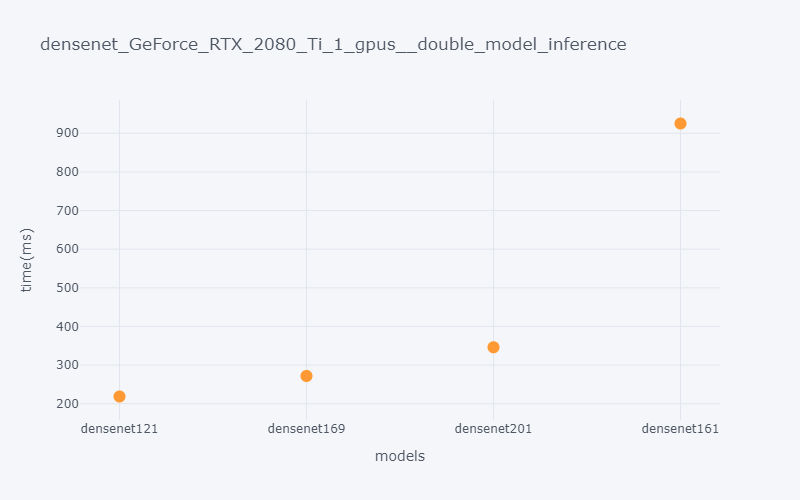 densenet_GeForce_RTX_2080_Ti_1_gpus__double_model_inference
time(ms)
900
800
700
600
500
400
300
200
densenet121 densenet169 densenet201 densenet161
models